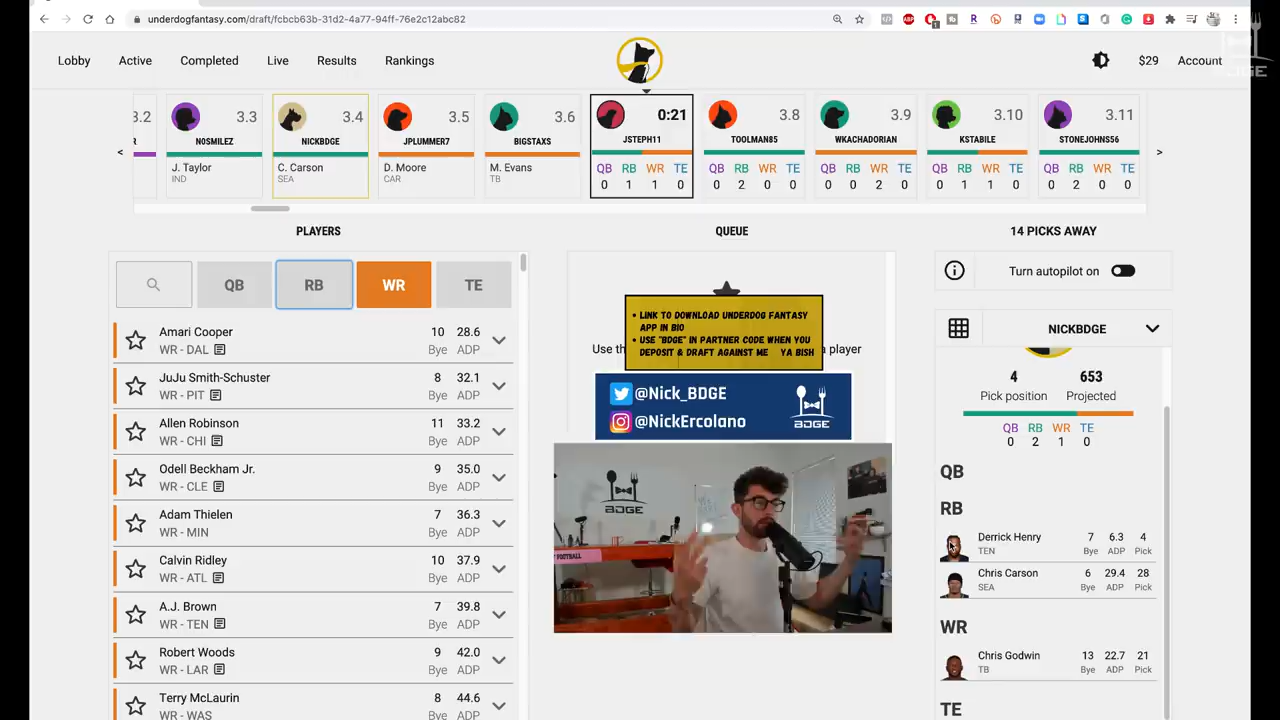 underdogfantasy.com/draft/fcbcb63b-31d2-4a77-94ff-76e2c12abc82
Lobby Active Completed Live Results Rankings $29 Account
BDGE
3.2 3.3 3.4 3.5 3.6 0:21 3.8 3.9 3.10 3.11
R NOSMILEZ NICKBDGE JPLUMMER7 BIGSTAXS JSTEPH11 TOOLMAN85 WKACHADORIAN KSTABILE STONEJOHNS56
J. Taylor C. Carson D. Moore M. Evans QB RB WR TE QB RB WR TE QB RB WR TE QB RB WR TE QB RB WR TE
IND SEA CAR TB 0 1 1 0 0 2 0 0 0 0 2 0 0 1 1 0 0 2 0 0
< >
PLAYERS QUEUE 14 PICKS AWAY
QB RB WR TE
Turn autopilot on
Amari Cooper 10 28.6
WR - DAL Bye ADP
JuJu Smith-Schuster 8 32.1
WR - PIT Bye ADP
Allen Robinson 11 33.2
WR - CHI Bye ADP
Odell Beckham Jr. 9 35.0
WR - CLE Bye ADP
Adam Thielen 7 36.3
WR - MIN Bye ADP
Calvin Ridley 10 37.9
WR - ATL Bye ADP
A.J. Brown 7 39.8
WR - TEN Bye ADP
Robert Woods 9 42.0
WR - LAR Bye ADP
Terry McLaurin 8 44.6
WR - WAS Bye ADP
• LINK TO DOWNLOAD UNDERDOG FANTASY
APP IN BIO
• USE "BDGE" IN PARTNER CODE WHEN YOU
DEPOSIT & DRAFT AGAINST ME YA BISH
Use th a player
@Nick_BDGE
@NickErcolano
BDGE
BDGE
FOOTBALL
NICKBDGE
4 653
Pick position Projected
QB RB WR TE
0 2 1 0
QB
RB
Derrick Henry 7 6.3 4
TEN Bye ADP Pick
Chris Carson 6 29.4 28
SEA Bye ADP Pick
WR
Chris Godwin 13 22.7 21
TB Bye ADP Pick
TE